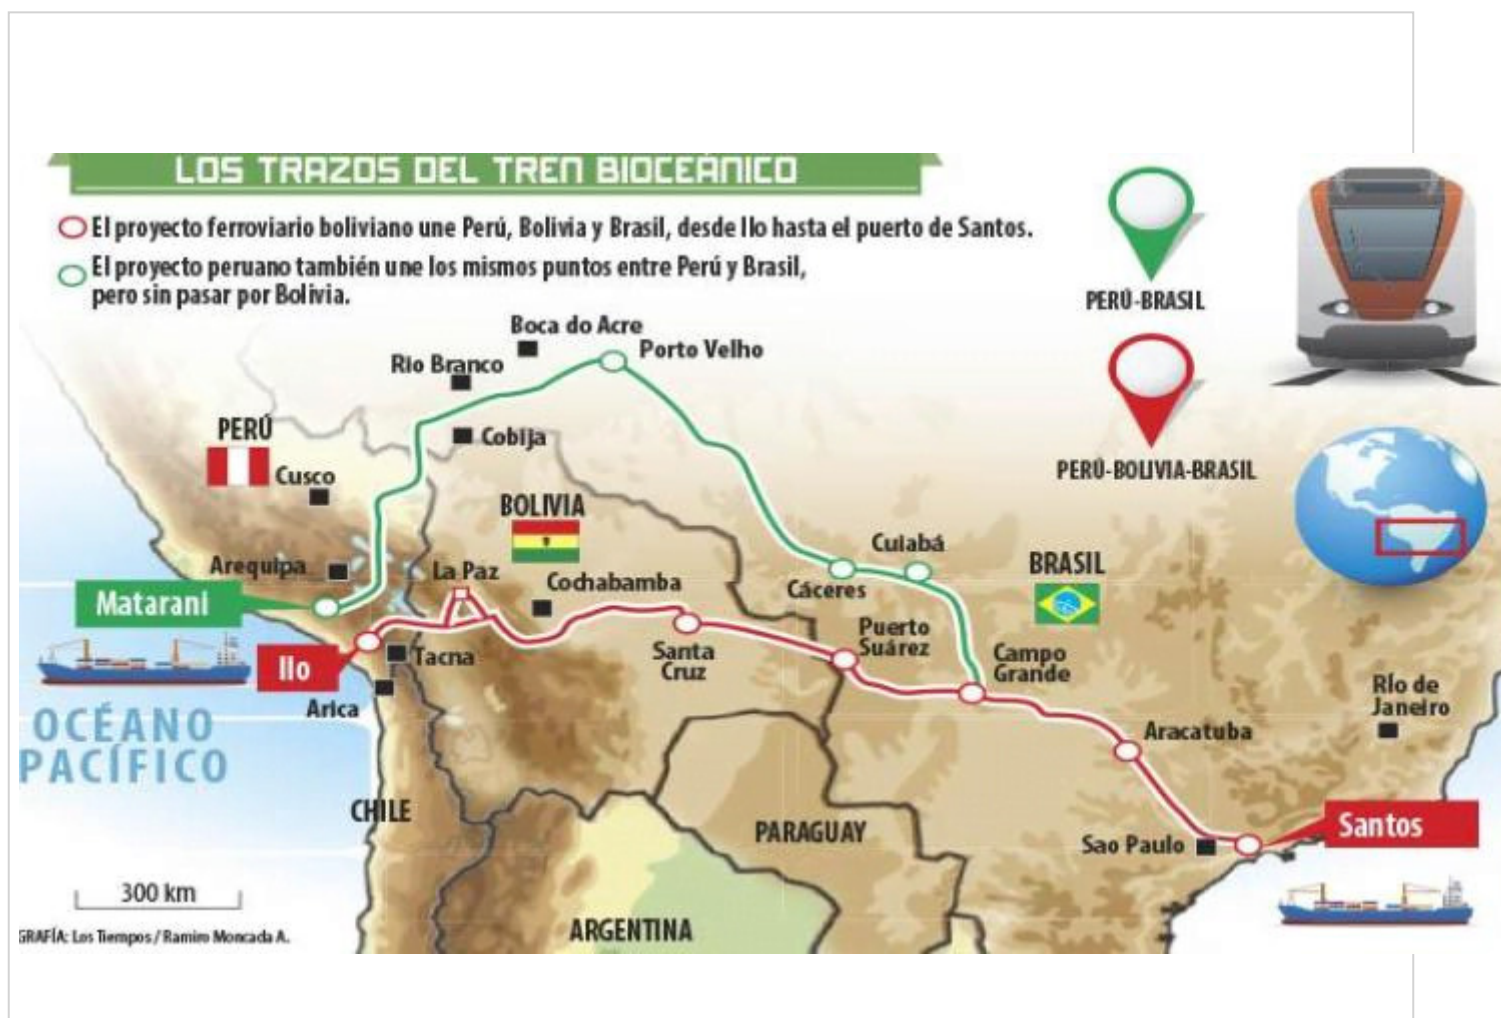 LOS TRAZOS DEL TREN BIOCEÁNICO
El proyecto ferroviario boliviano une Perú, Bolivia y Brasil, desde Ilo hasta el puerto de Santos.
El proyecto peruano también une los mismos puntos entre Perú y Brasil,
pero sin pasar por Bolivia.
PERÚ-BRASIL
PERÚ-BOLIVIA-BRASIL
Boca do Acre
Porto Velho
Rio Branco
PERÚ
Cobija
Cusco
BOLIVIA
Arequipa
La Paz
Cochabamba
Cuiabá
Cáceres
BRASIL
Matarani
Ilo
Tacna
Santa
Cruz
Puerto
Suárez
Campo
Grande
Arica
Río de
Janeiro
OCÉANO
PACÍFICO
Aracatuba
CHILE
PARAGUAY
Santos
Sao Paulo
300 km
ARGENTINA
GRAFÍA: Los Tiempos / Ramiro Moncada A.